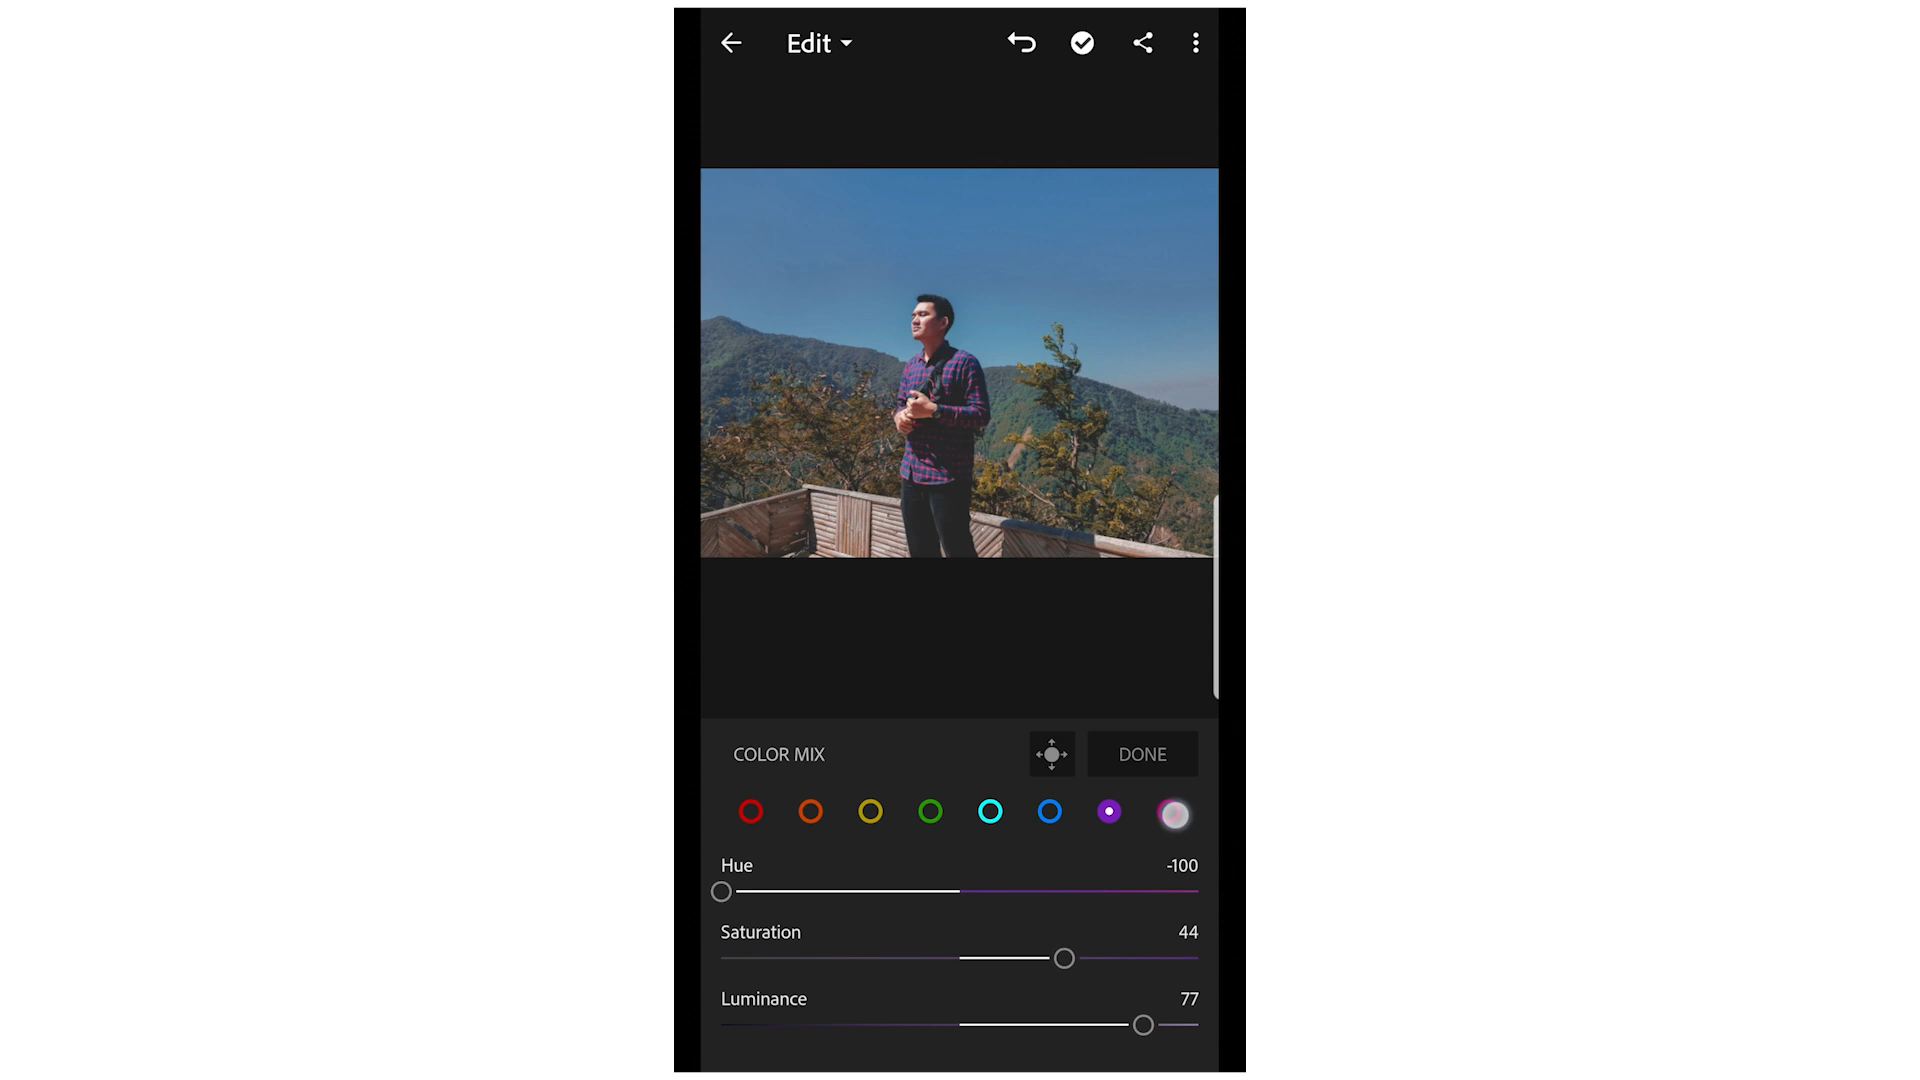 Edit
COLOR MIX
DONE
Hue
-100
Saturation
44
Luminance
77